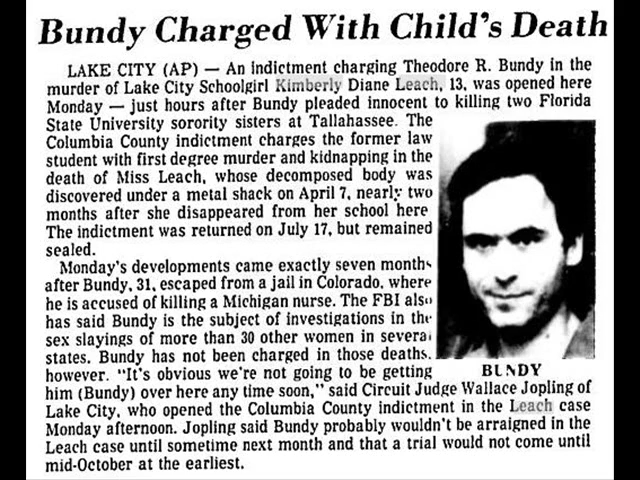 Bundy Charged With Child's Death
LAKE CITY (AP) — An indictment charging Theodore R. Bundy in the
murder of Lake City Schoolgirl Kimberly Diane Leach, 13, was opened here
Monday — just hours after Bundy pleaded innocent to killing two Florida
State University sorority sisters at Tallahassee. The
Columbia County indictment charges the former law
student with first degree murder and kidnapping in the
death of Miss Leach, whose decomposed body was
discovered under a metal shack on April 7, nearly two
months after she disappeared from her school here
The indictment was returned on July 17, but remained
sealed.
Monday's developments came exactly seven months
after Bundy, 31, escaped from a jail in Colorado, where
he is accused of killing a Michigan nurse. The FBI also
has said Bundy is the subject of investigations in the
sex slayings of more than 30 other women in several
states. Bundy has not been charged in those deaths,
however. "It's obvious we're not going to be getting
him (Bundy) over here any time soon," said Circuit Judge Wallace Jopling of
Lake City, who opened the Columbia County indictment in the Leach case
Monday afternoon. Jopling said Bundy probably wouldn't be arraigned in the
Leach case until sometime next month and that a trial would not come until
mid-October at the earliest.
BUNDY